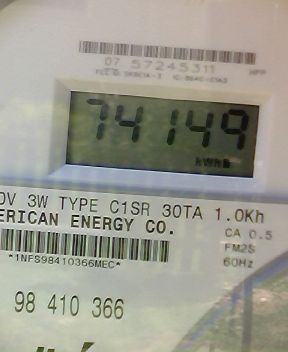 07 57245311
74149
kWh
0V 3W TYPE C1SR 30TA 1.0Kh
ERICAN ENERGY CO.
CA 0.5
FM2S
60Hz
*1NFS98410366MEC*
98 410 366